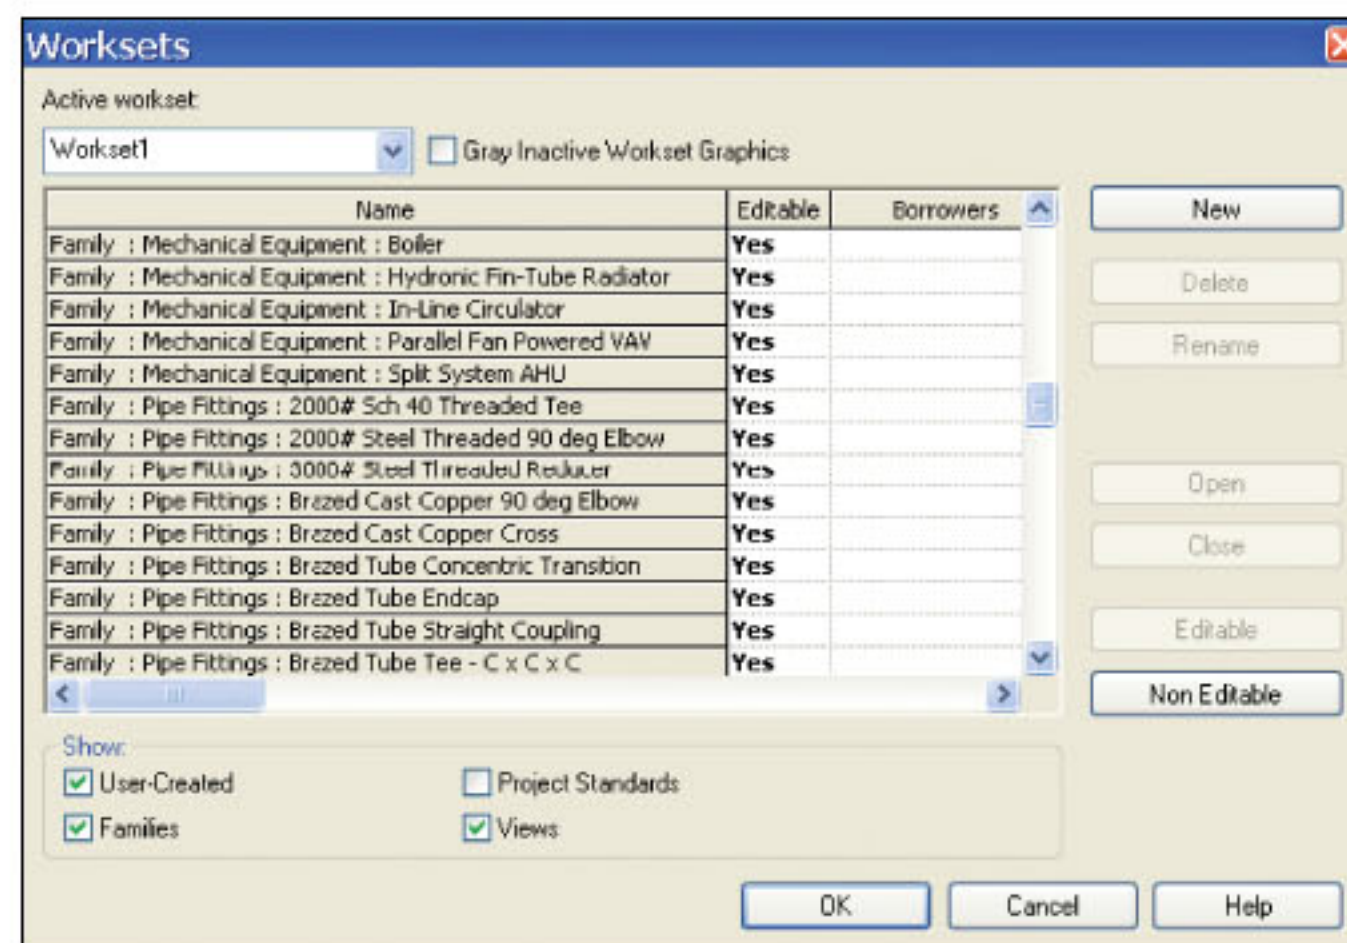 Worksets
Active workset:
Workset1
Gray Inactive Workset Graphics
Name Editable Borrowers
Family : Mechanical Equipment : Boiler Yes
Family : Mechanical Equipment : Hydronic Fin-Tube Radiator Yes
Family : Mechanical Equipment : In-Line Circulator Yes
Family : Mechanical Equipment : Parallel Fan Powered VAV Yes
Family : Mechanical Equipment : Split System AHU Yes
Family : Pipe Fittings : 2000# Sch 40 Threaded Tee Yes
Family : Pipe Fittings : 2000# Steel Threaded 90 deg Elbow Yes
Family : Pipe Fittings : 3000# Steel Threaded Reducer Yes
Family : Pipe Fittings : Brazed Cast Copper 90 deg Elbow Yes
Family : Pipe Fittings : Brazed Cast Copper Cross Yes
Family : Pipe Fittings : Brazed Tube Concentric Transition Yes
Family : Pipe Fittings : Brazed Tube Endcap Yes
Family : Pipe Fittings : Brazed Tube Straight Coupling Yes
Family : Pipe Fittings : Brazed Tube Tee - C x C x C Yes
New
Delete
Rename
Open
Close
Editable
Non Editable
Show:
User-Created
Project Standards
Families
Views
OK
Cancel
Help